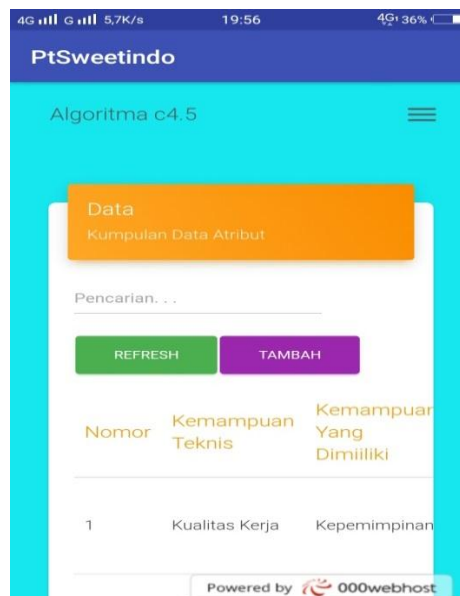 4G G 5,7K/s 19:56 4G 36%
PtSweetindo
Algoritma c4.5
Data
Kumpulan Data Atribut
Pencarian. . .
REFRESH TAMBAH
Nomor Kemampuan Teknis Kemampuan Yang Dimiiliki
1 Kualitas Kerja Kepemimpinan
Powered by 000webhost